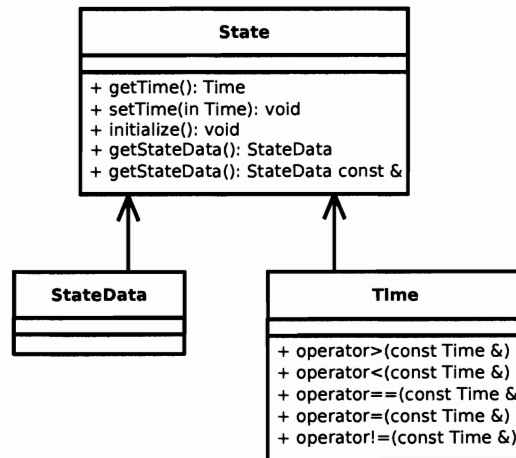 State
+ getTime(): Time
+ setTime(in Time): void
+ initialize(): void
+ getStateData(): StateData
+ getStateData(): StateData const &
StateData
Time
+ operator>(const Time &)
+ operator<(const Time &)
+ operator==(const Time &
+ operator=(const Time &)
+ operator!=(const Time &)